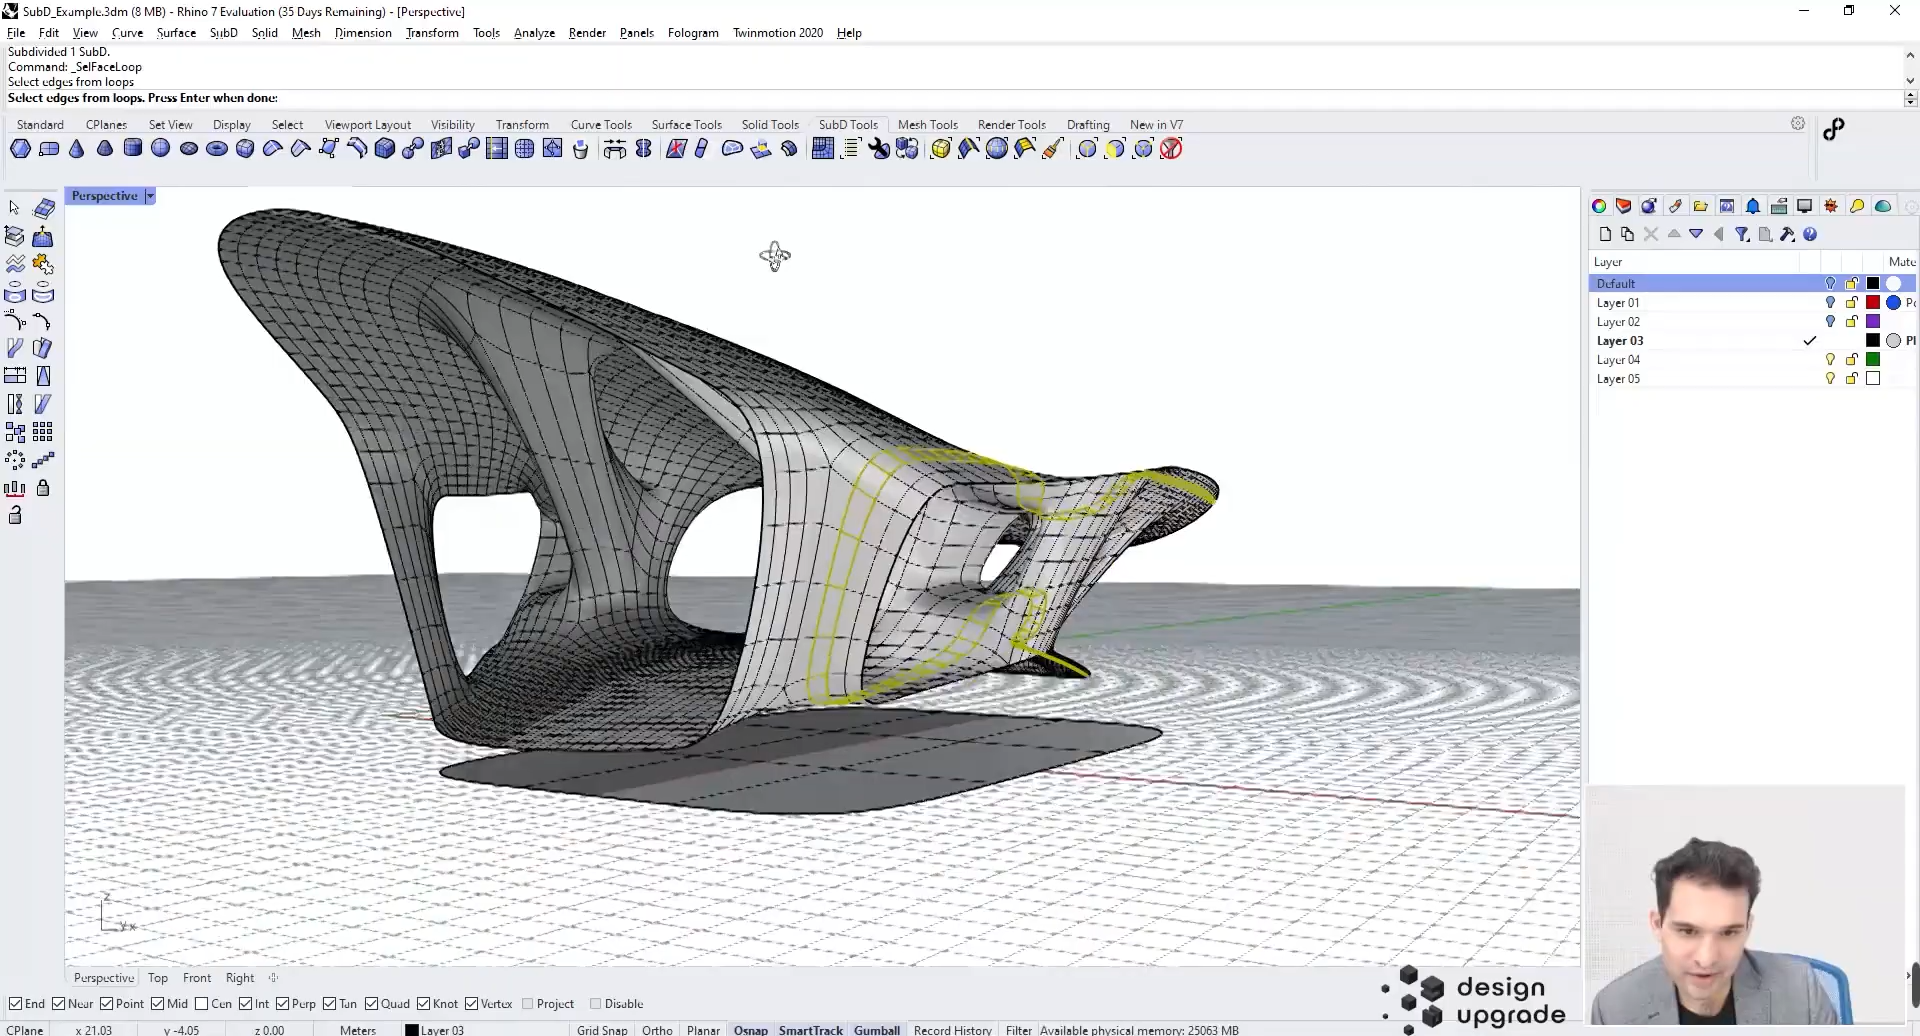 SubD_Example.3dm (8 MB) - Rhino 7 Evaluation (35 Days Remaining) - [Perspective]
File Edit View Curve Surface SubD Solid Mesh Dimension Transform Tools Analyze Render Panels Fologram Twinmotion 2020 Help
Subdivided 1 SubD.
Command: _SelFaceLoop
Select edges from loops
Select edges from loops. Press Enter when done:
Standard CPlanes Set View Display Select Viewport Layout Visibility Transform Curve Tools Surface Tools Solid Tools SubD Tools Mesh Tools Render Tools Drafting New in V7
Perspective
Layer Mate
Default
Layer 01 Po
Layer 02
Layer 03 Pl
Layer 04
Layer 05
z
y x
Perspective Top Front Right
End Near Point Mid Cen Int Perp Tan Quad Knot Vertex Project Disable
CPlane x 21.03 y -4.05 z 0.00 Meters Layer 03 Grid Snap Ortho Planar Osnap SmartTrack Gumball Record History Filter Available physical memory: 25063 MB
design
upgrade